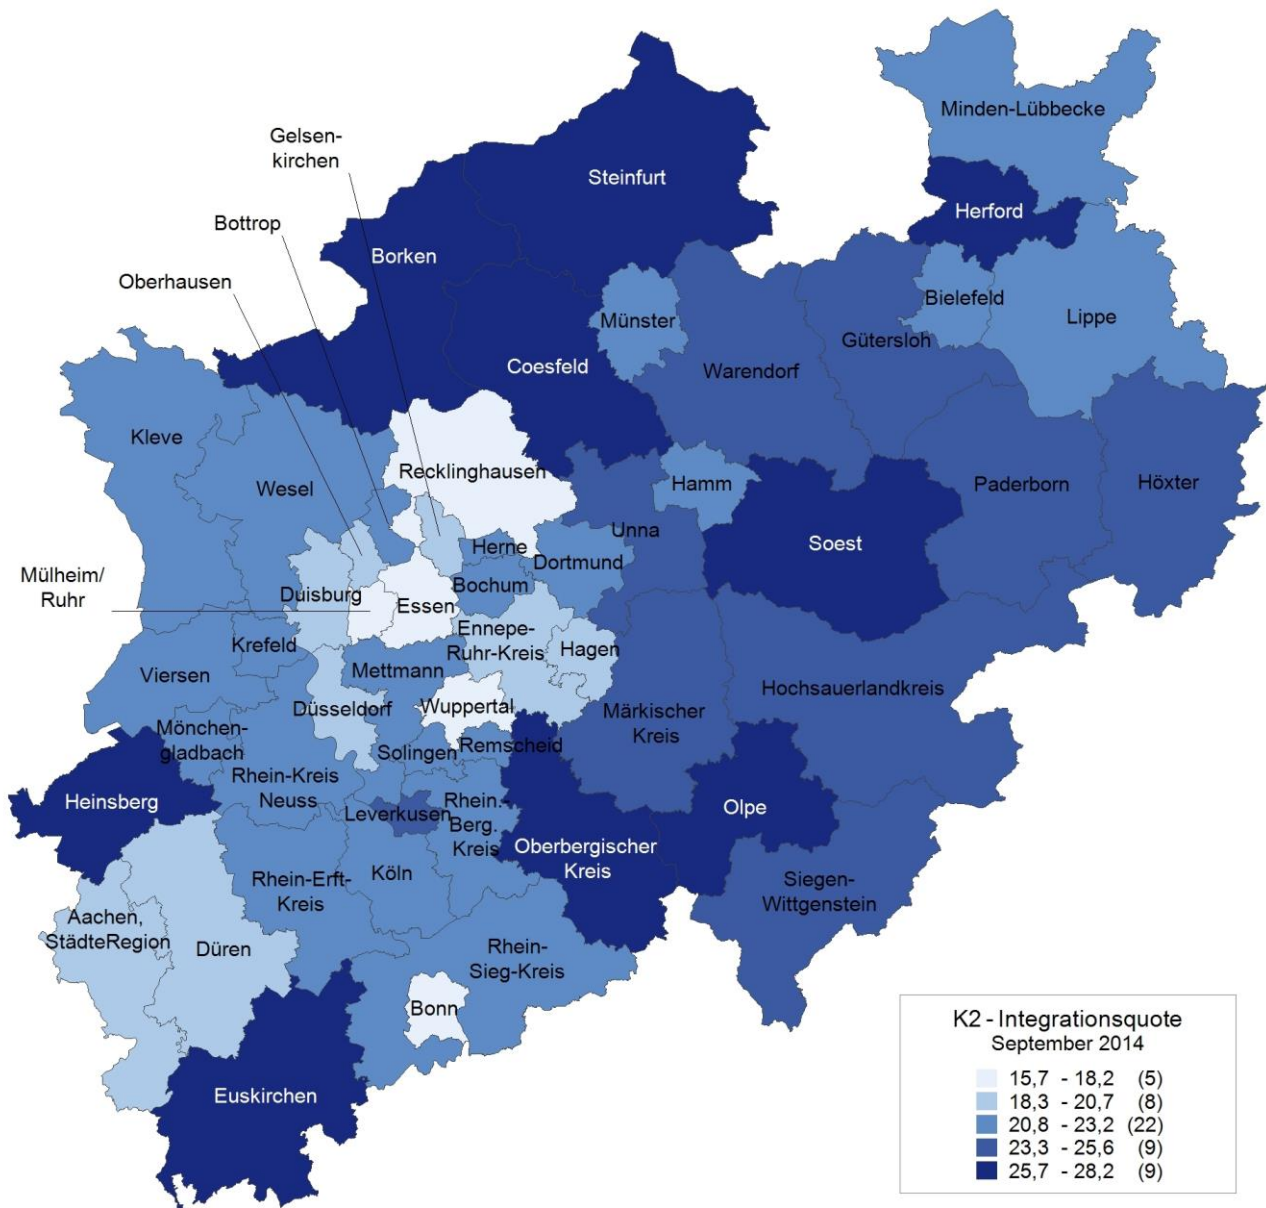 Minden-Lübbecke
Gelsen-
kirchen
Steinfurt
Herford
Bottrop
Borken
Oberhausen
Bielefeld
Münster
Lippe
Gütersloh
Coesfeld
Warendorf
Kleve
Recklinghausen
Wesel
Hamm
Paderborn
Höxter
Unna
Soest
Herne
Dortmund
Mülheim/
Ruhr
Duisburg
Bochum
Essen
Ennepe-
Ruhr-Kreis
Hagen
Krefeld
Viersen
Mettmann
Hochsauerlandkreis
Düsseldorf
Wuppertal
Märkischer
Kreis
Mönchen-
gladbach
Solingen
Remscheid
Rhein-Kreis
Neuss
Heinsberg
Leverkusen
Rhein.-
Berg.
Kreis
Olpe
Oberbergischer
Kreis
Rhein-Erft-
Kreis
Köln
Siegen-
Wittgenstein
Aachen,
StädteRegion
Düren
Rhein-
Sieg-Kreis
Bonn
Euskirchen
K2 - Integrationsquote
September 2014
15,7 - 18,2 (5)
18,3 - 20,7 (8)
20,8 - 23,2 (22)
23,3 - 25,6 (9)
25,7 - 28,2 (9)